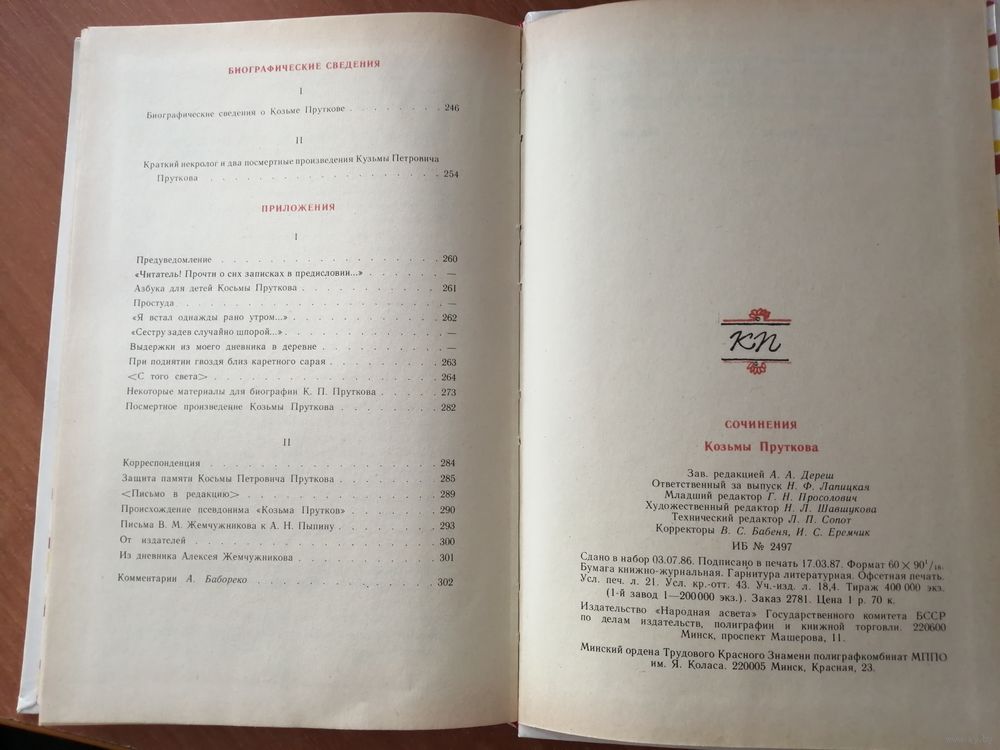 БИОГРАФИЧЕСКИЕ СВЕДЕНИЯ
I
Биографические сведения о Козьме Пруткове . . . . . . . . 246
II
Краткий некролог и два посмертные произведения Кузьмы Петровича
Пруткова . . . . . . . . . . . . . . . . . 254
ПРИЛОЖЕНИЯ
I
Предуведомление . . . . . . . . . . . . . . . . 260
«Читатель! Прочти о сих записках в предисловии...» . . . . . . —
Азбука для детей Косьмы Пруткова . . . . . . . . . . 261
Простуда . . . . . . . . . . . . . . . . . . —
«Я встал однажды рано утром...» . . . . . . . . . . . 262
«Сестру задев случайно шпорой...» . . . . . . . . . . . —
Выдержки из моего дневника в деревне . . . . . . . . . —
При поднятии гвоздя близ каретного сарая . . . . . . . . 263
<С того света> . . . . . . . . . . . . . . . . 264
Некоторые материалы для биографии К. П. Пруткова . . . . . 273
Посмертное произведение Козьмы Пруткова . . . . . . . . 282
II
Корреспонденция . . . . . . . . . . . . . . . . 284
Защита памяти Косьмы Петровича Пруткова . . . . . . . . 285
<Письмо в редакцию> . . . . . . . . . . . . . . 289
Происхождение псевдонима «Козьма Прутков» . . . . . . . 290
Письма В. М. Жемчужникова к А. Н. Пыпину . . . . . . . . 293
От издателей . . . . . . . . . . . . . . . . . 300
Из дневника Алексея Жемчужникова . . . . . . . . . . 301
Комментарии А. Бабореко . . . . . . . . . . . . . 302
КП
СОЧИНЕНИЯ
Козьмы Пруткова
Зав. редакцией А. А. Дереш
Ответственный за выпуск Н. Ф. Лапицкая
Младший редактор Г. Н. Просолович
Художественный редактор Н. Л. Шавшукова
Технический редактор Л. П. Сопот
Корректоры В. С. Бабеня, И. С. Еремчик
ИБ № 2497
Сдано в набор 03.07.86. Подписано в печать 17.03.87. Формат 60 × 90¹/₁₆.
Бумага книжно-журнальная. Гарнитура литературная. Офсетная печать.
Усл. печ. л. 21. Усл. кр.-отт. 43. Уч.-изд. л. 18,4. Тираж 400 000 экз.
(1-й завод 1—200 000 экз.). Заказ 2781. Цена 1 р. 70 к.
Издательство «Народная асвета» Государственного комитета БССР
по делам издательств, полиграфии и книжной торговли. 220600
Минск, проспект Машерова, 11.
Минский ордена Трудового Красного Знамени полиграфкомбинат МППО
им. Я. Коласа. 220005 Минск, Красная, 23.